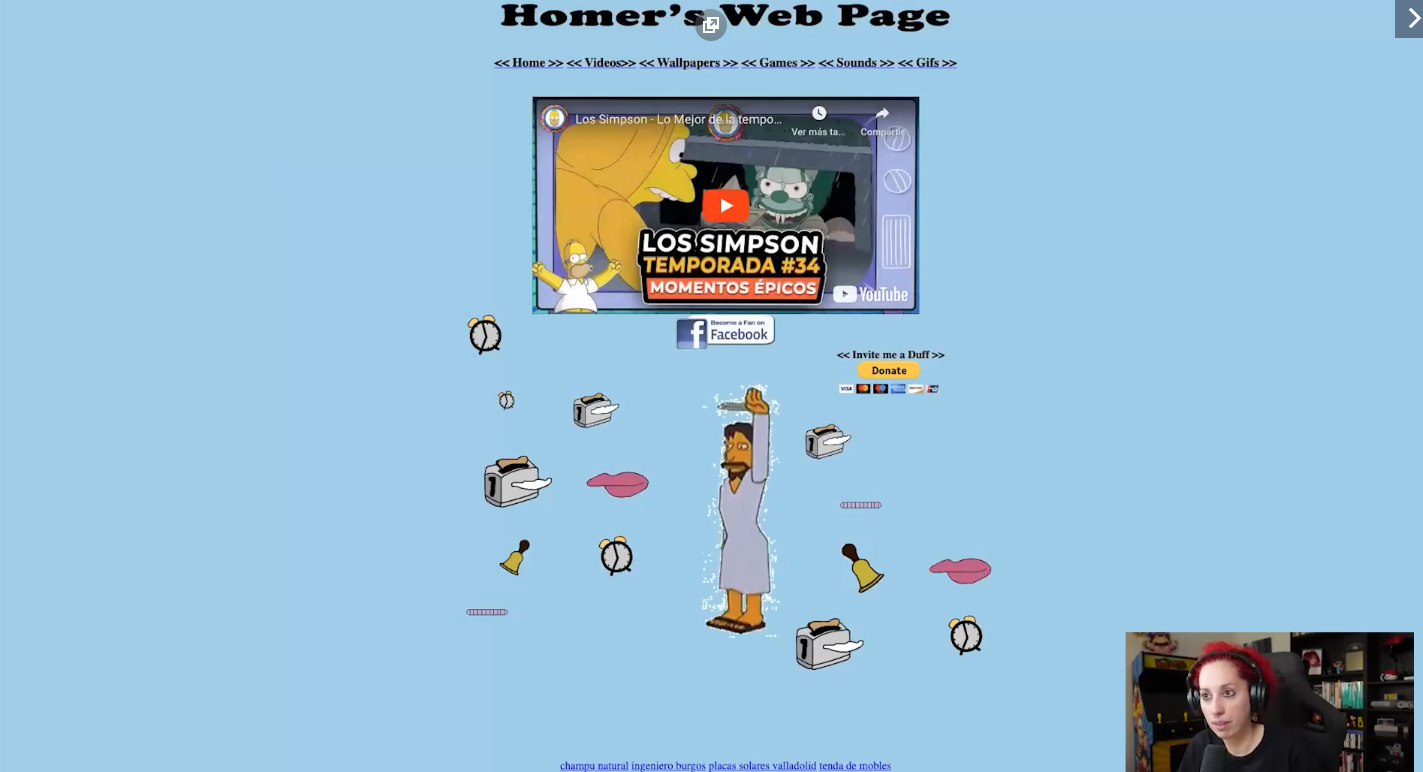 Homer's Web Page
<< Home >> << Videos>> << Wallpapers >> << Games >> << Sounds >> << Gifs >>
Los Simpson - Lo Mejor de la tempo...
Ver más ta...
Compartir
LOS SIMPSON
TEMPORADA #34
MOMENTOS ÉPICOS
YouTube
Become a Fan on
Facebook
<< Invite me a Duff >>
Donate
VISA
champu natural ingeniero burgos placas solares valladolid tenda de mobles